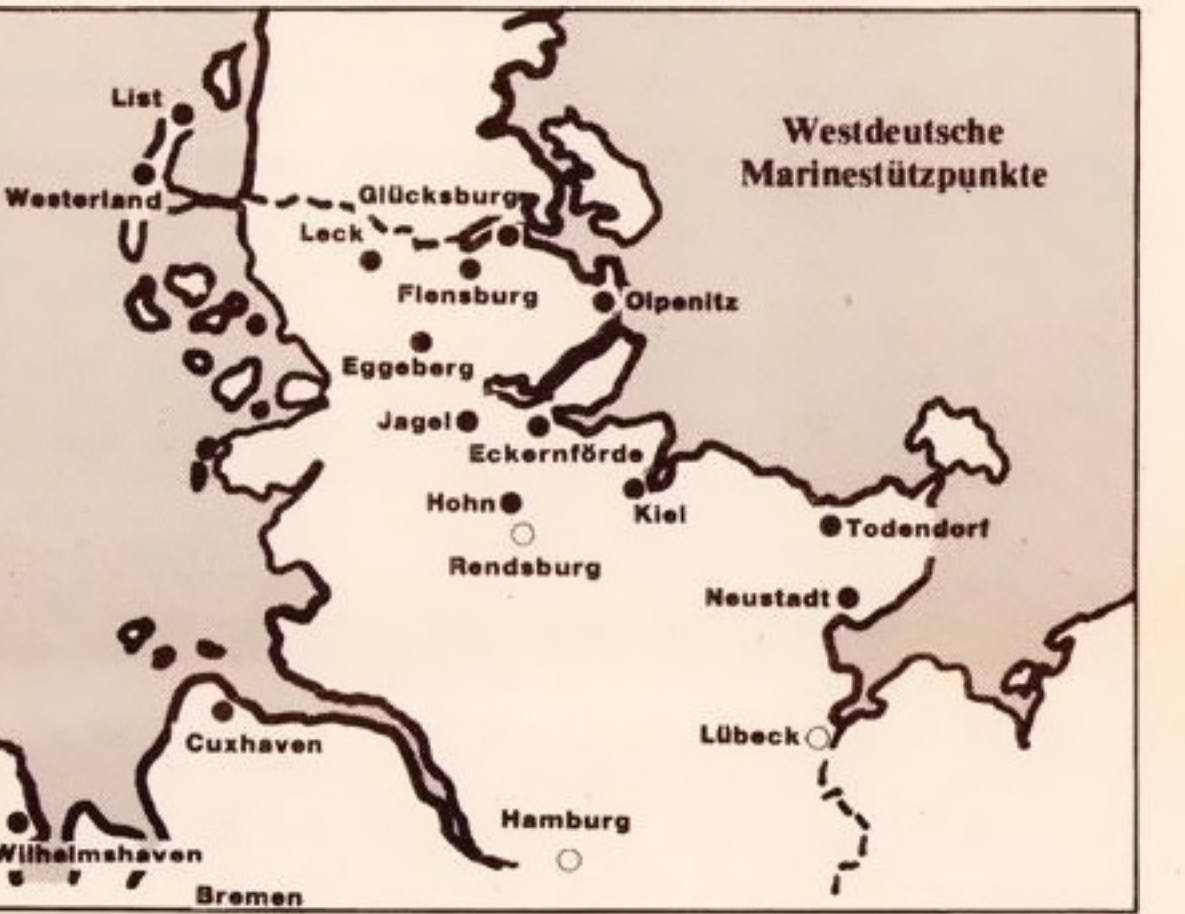 List
Westdeutsche
Marinestützpunkte
Westerland
Glücksburg
Leck
Flensburg
Olpenitz
Eggeberg
Jagel
Eckernförde
Hohn
Kiel
Todendorf
Rendsburg
Neustadt
Lübeck
Cuxhaven
Hamburg
Wilhelmshaven
Bremen